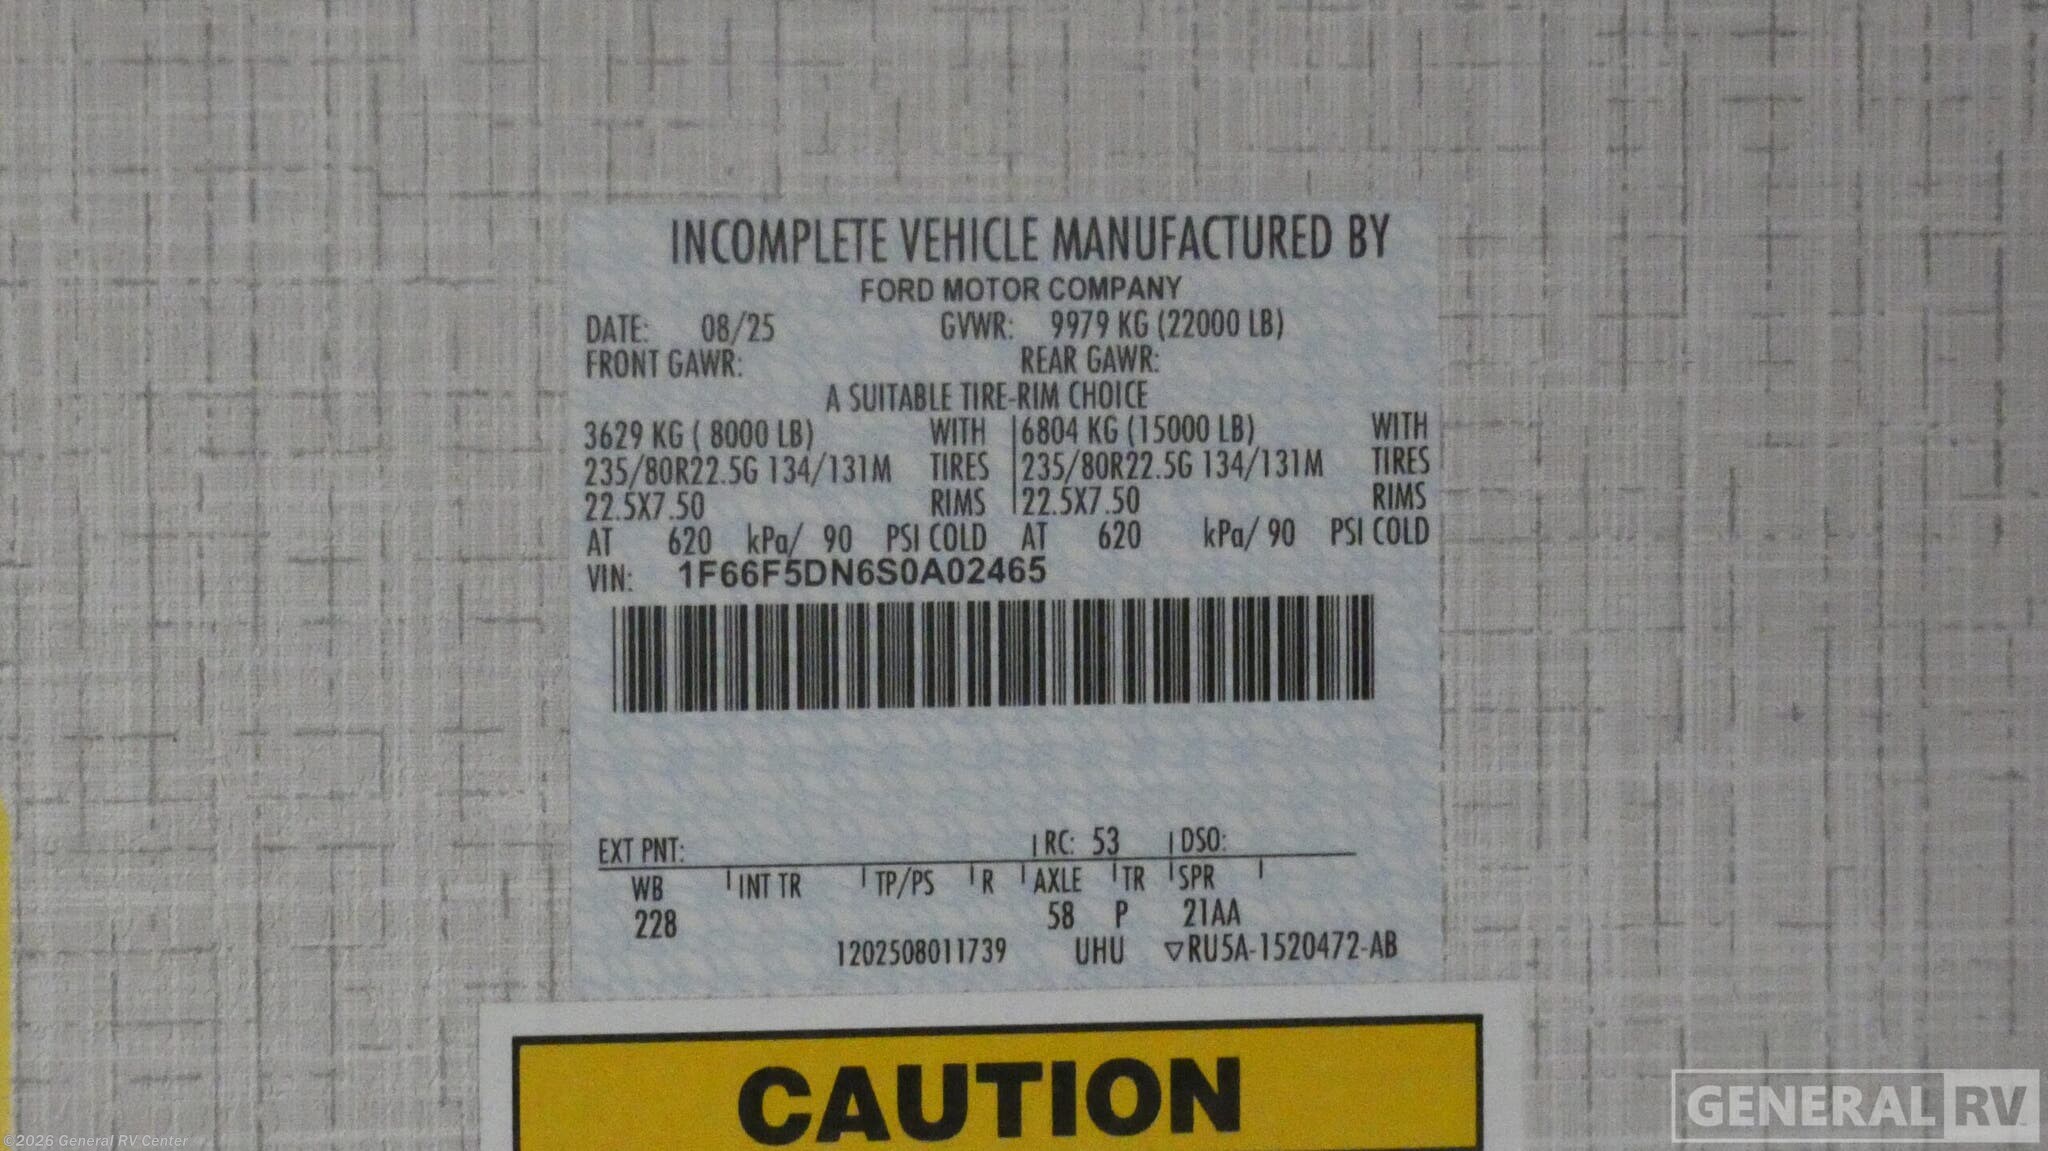 INCOMPLETE VEHICLE MANUFACTURED BY
FORD MOTOR COMPANY
DATE: 08/25 GVWR: 9979 KG (22000 LB)
FRONT GAWR: REAR GAWR:
A SUITABLE TIRE-RIM CHOICE
3629 KG ( 8000 LB) WITH 6804 KG (15000 LB) WITH
235/80R22.5G 134/131M TIRES 235/80R22.5G 134/131M TIRES
22.5X7.50 RIMS 22.5X7.50 RIMS
AT 620 kPa/ 90 PSI COLD AT 620 kPa/ 90 PSI COLD
VIN: 1F66F5DN6S0A02465
EXT PNT: RC: 53 DSO:
WB INT TR TP/PS R AXLE TR SPR
228 58 P 21AA
1202508011739 UHU ▽RU5A-1520472-AB
CAUTION
GENERAL RV
©2026 General RV Center